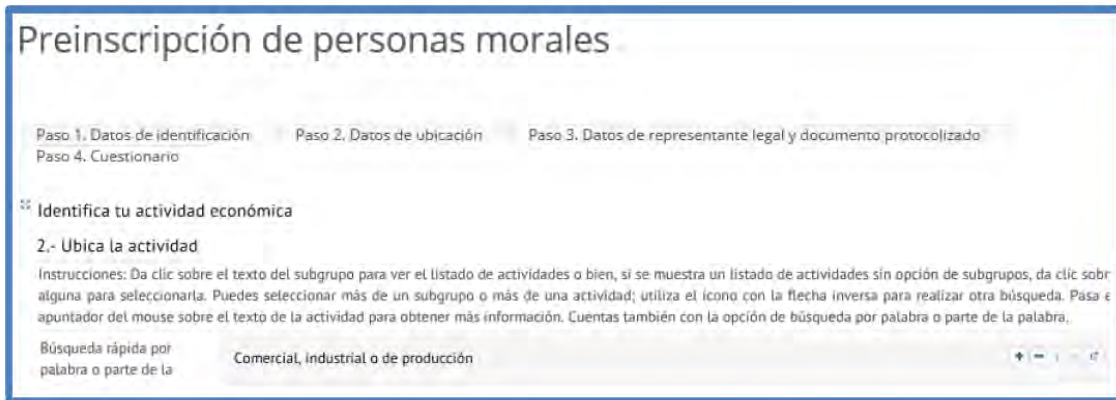 Preinscripción de personas morales
Paso 1. Datos de identificación Paso 2. Datos de ubicación Paso 3. Datos de representante legal y documento protocolizado
Paso 4. Cuestionario
Identifica tu actividad económica
2.- Ubica la actividad
Instrucciones: Da clic sobre el texto del subgrupo para ver el listado de actividades o bien, si se muestra un listado de actividades sin opción de subgrupos, da clic sobr
alguna para seleccionarla. Puedes seleccionar más de un subgrupo o más de una actividad; utiliza el ícono con la flecha inversa para realizar otra búsqueda. Pasa e
apuntador del mouse sobre el texto de la actividad para obtener más información. Cuentas también con la opción de búsqueda por palabra o parte de la palabra.
Búsqueda rápida por
palabra o parte de la
Comercial, industrial o de producción